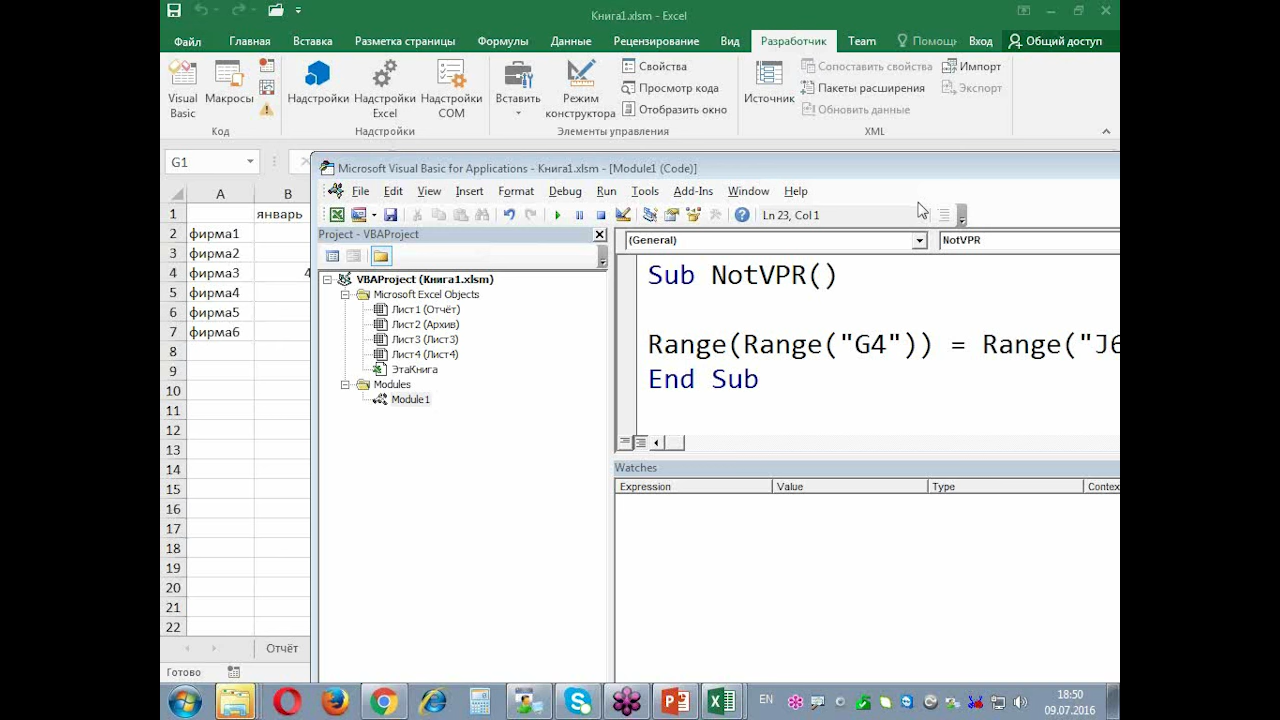 Книга1.xlsm - Excel
Файл Главная Вставка Разметка страницы Формулы Данные Рецензирование Вид Разработчик Team Помощь Вход Общий доступ
Visual Basic
Макросы
Код
Надстройки
Надстройки Excel
Надстройки COM
Надстройки
Вставить
Режим конструктора
Свойства
Просмотр кода
Отобразить окно
Элементы управления
Источник
Сопоставить свойства
Пакеты расширения
Обновить данные
Импорт
Экспорт
XML
G1
Microsoft Visual Basic for Applications - Книга1.xlsm - [Module1 (Code)]
File Edit View Insert Format Debug Run Tools Add-Ins Window Help
Ln 23, Col 1
Project - VBAProject
VBAProject (Книга1.xlsm)
Microsoft Excel Objects
Лист1 (Отчёт)
Лист2 (Архив)
Лист3 (Лист3)
Лист4 (Лист4)
ЭтаКнига
Modules
Module1
(General) NotVPR
Sub NotVPR()
Range(Range("G4")) = Range("J6
End Sub
Watches
Expression Value Type Contex
A B
1 январь
2 фирма1
3 фирма2
4 фирма3 4
5 фирма4
6 фирма5
7 фирма6
8
9
10
11
12
13
14
15
16
17
18
19
20
21
22
Отчёт
Готово
EN
18:50
09.07.2016